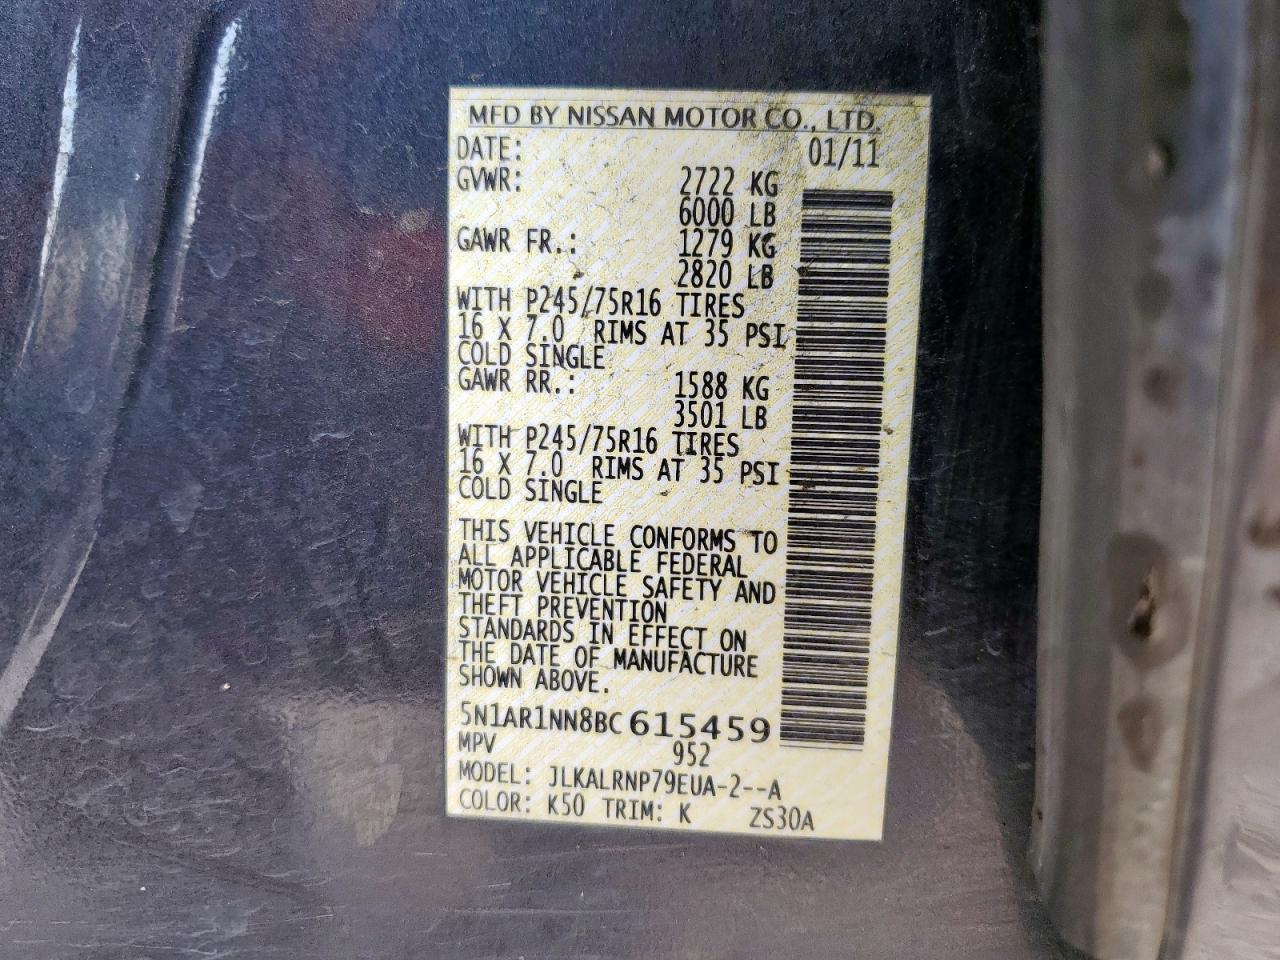 MFD BY NISSAN MOTOR CO., LTD.
DATE: 01/11
GVWR: 2722 KG
6000 LB
GAWR FR.: 1279 KG
2820 LB
WITH P245/75R16 TIRES
16 X 7.0 RIMS AT 35 PSI
COLD SINGLE
GAWR RR.: 1588 KG
3501 LB
WITH P245/75R16 TIRES
16 X 7.0 RIMS AT 35 PSI
COLD SINGLE
THIS VEHICLE CONFORMS TO
ALL APPLICABLE FEDERAL
MOTOR VEHICLE SAFETY AND
THEFT PREVENTION
STANDARDS IN EFFECT ON
THE DATE OF MANUFACTURE
SHOWN ABOVE.
5N1AR1NN8BC615459
MPV 952
MODEL: JLKALRNP79EUA-2--A
COLOR: K50 TRIM: K ZS30A